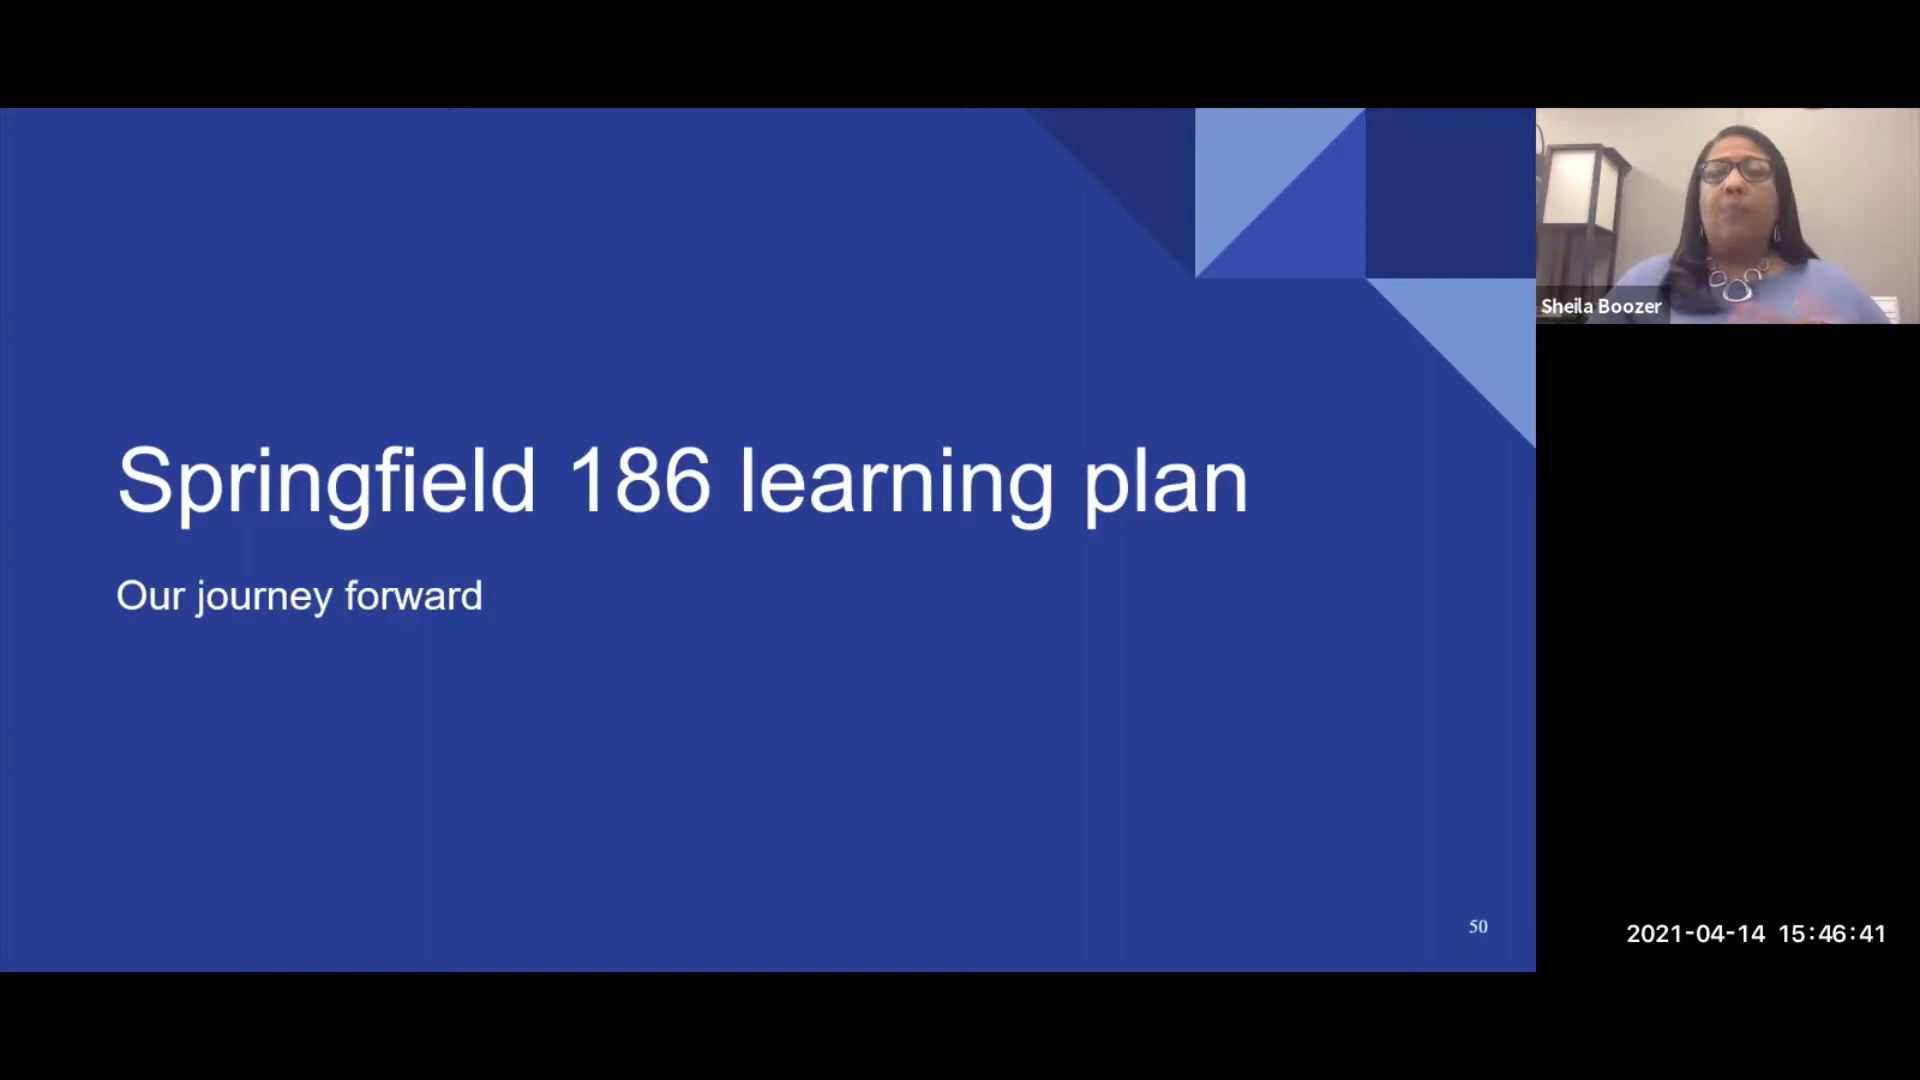 Springfield 186 learning plan
Our journey forward
50
Sheila Boozer
2021-04-14 15:46:41